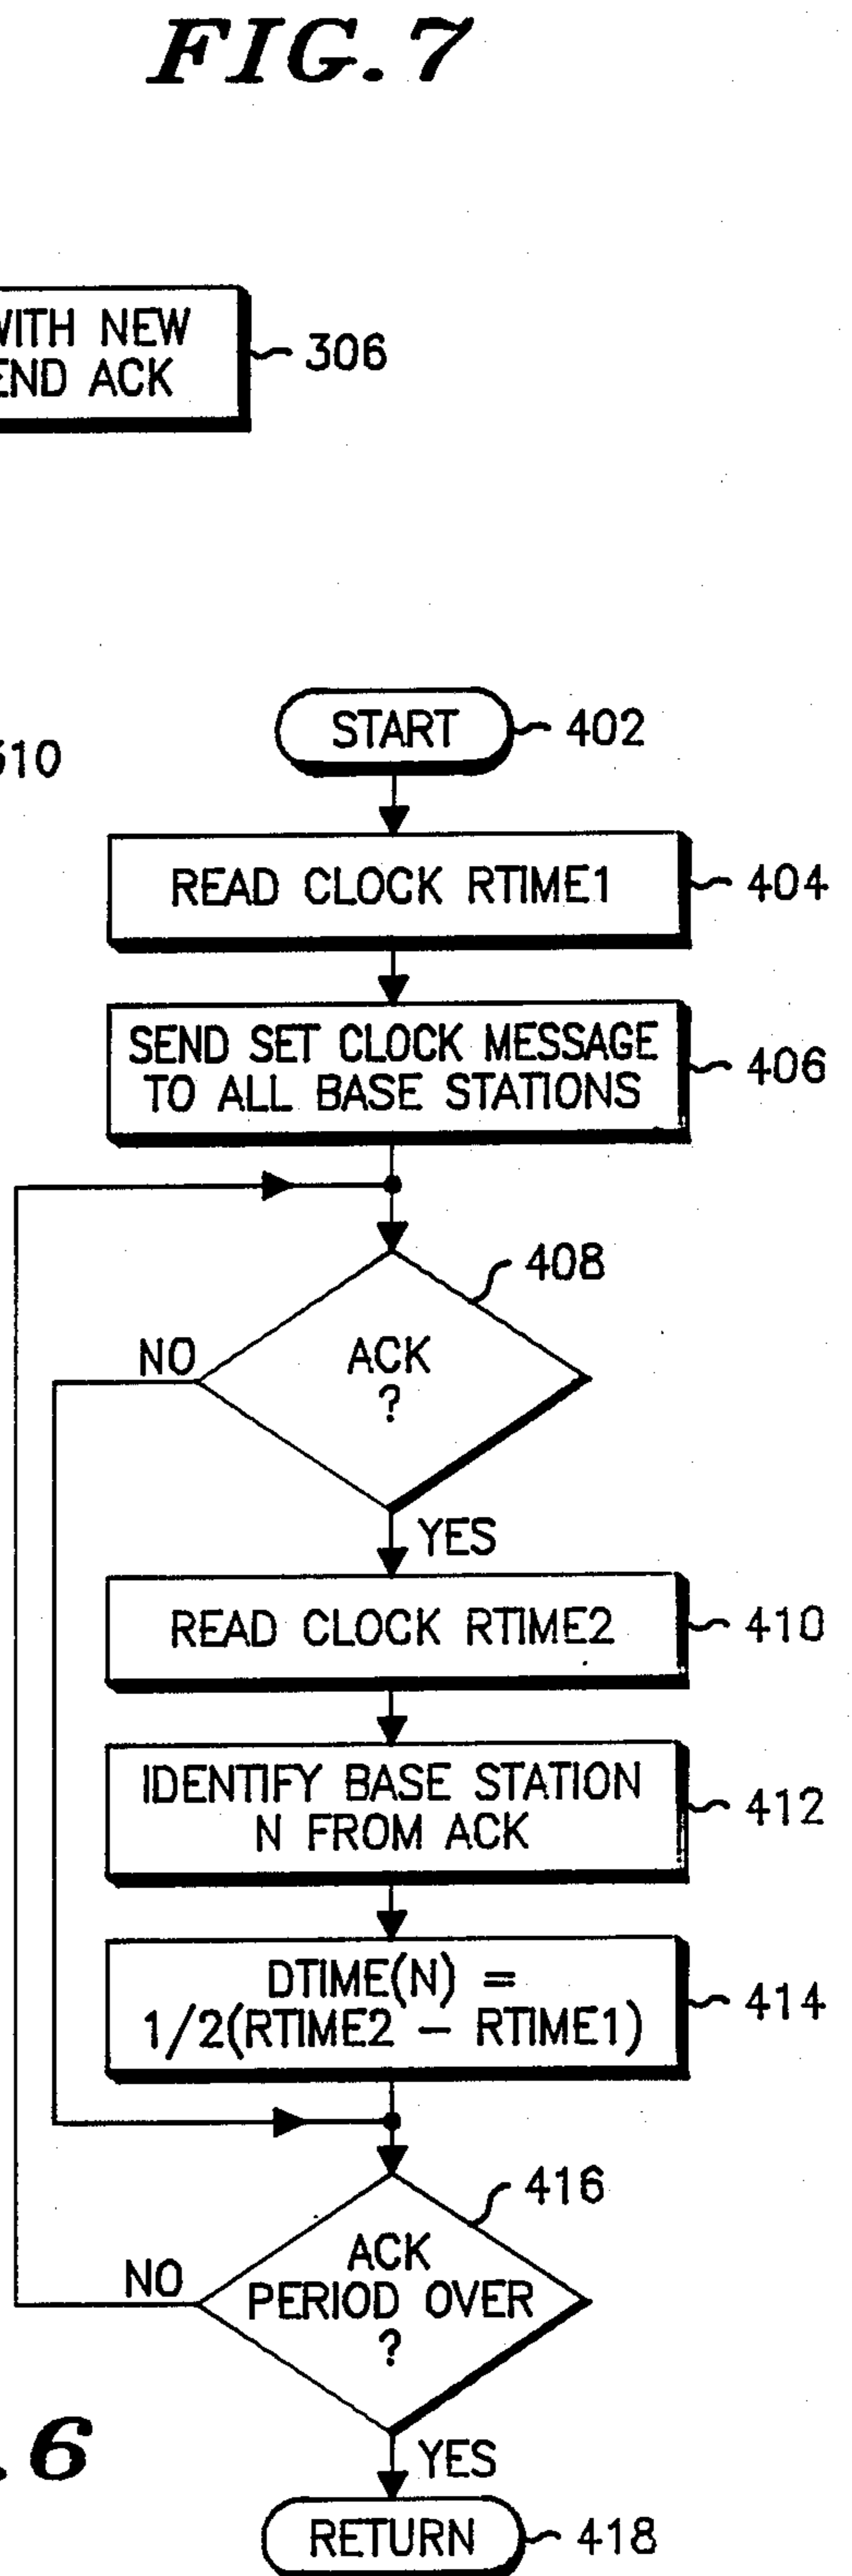 FIG. 7
WITH NEW
END ACK
306
310
START
402
READ CLOCK RTIME1
404
SEND SET CLOCK MESSAGE
TO ALL BASE STATIONS
406
408
NO
ACK
?
YES
READ CLOCK RTIME2
410
IDENTIFY BASE STATION
N FROM ACK
412
DTIME(N) =
1/2(RTIME2 – RTIME1)
414
416
NO
ACK
PERIOD OVER
?
.6
YES
RETURN
418